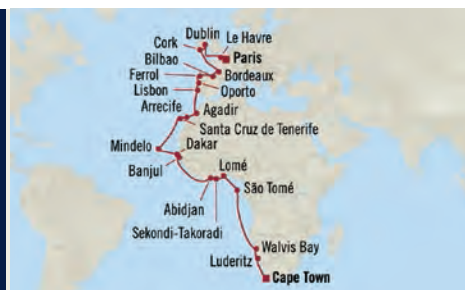 Dublin
Cork
Le Havre
Paris
Bilbao
Bordeaux
Ferrol
Oporto
Lisbon
Arrecife
Agadir
Santa Cruz de Tenerife
Mindelo
Dakar
Banjul
Lomé
São Tomé
Abidjan
Sekondi-Takoradi
Walvis Bay
Luderitz
Cape Town